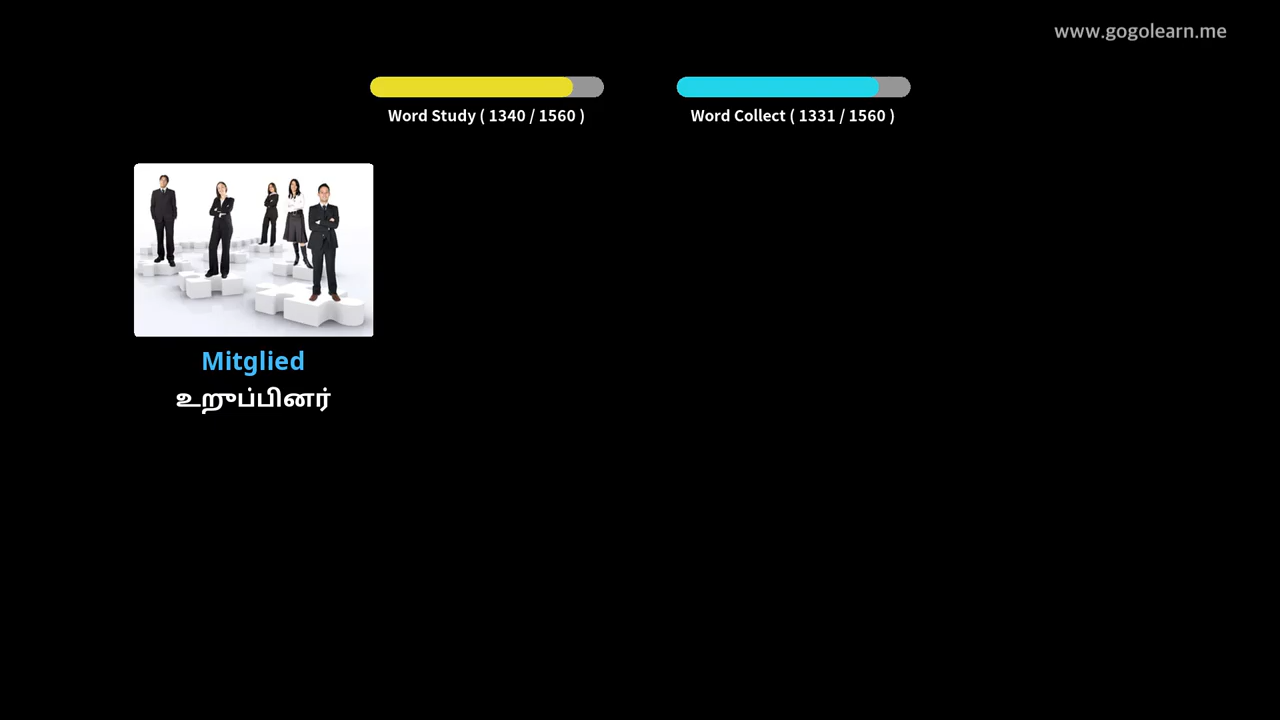 www.gogolearn.me
Word Study ( 1340 / 1560 )
Word Collect ( 1331 / 1560 )
Mitglied
உறுப்பினர்